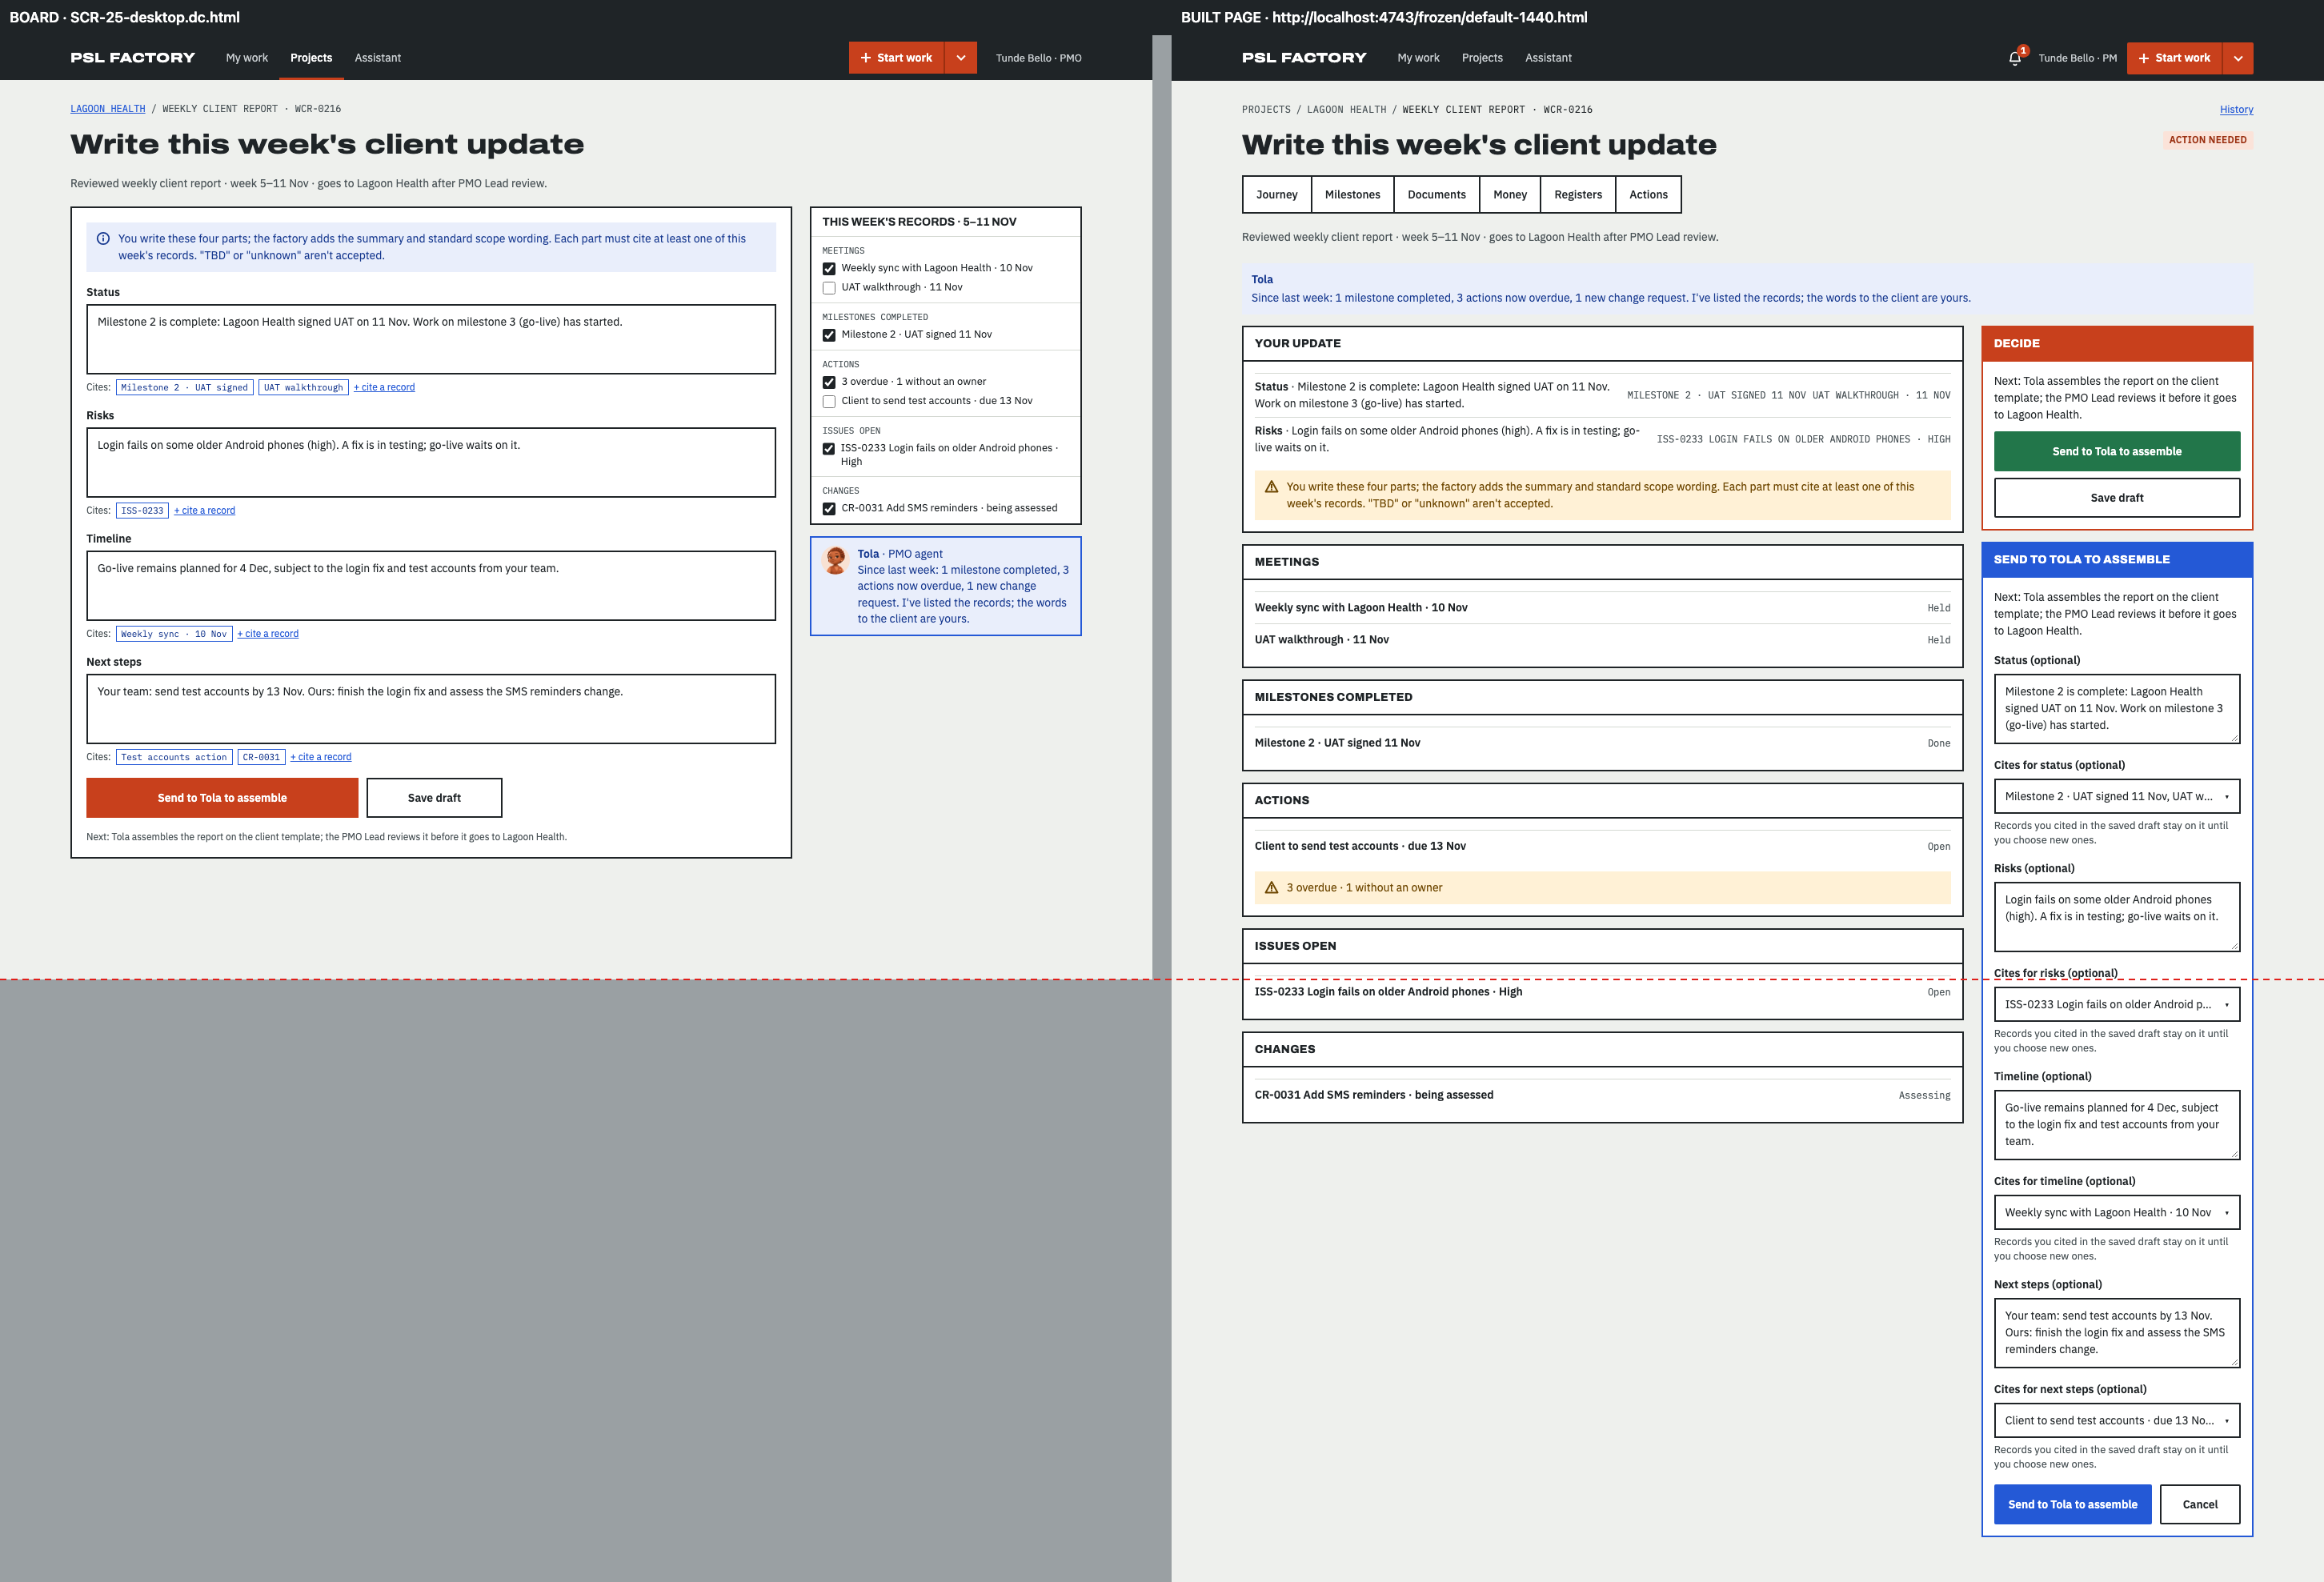 BOARD · SCR-25-desktop.dc.html
PSL FACTORY
My work
Projects
Assistant
+ Start work
Tunde Bello · PMO
LAGOON HEALTH / WEEKLY CLIENT REPORT · WCR-0216
Write this week's client update
Reviewed weekly client report · week 5–11 Nov · goes to Lagoon Health after PMO Lead review.
You write these four parts; the factory adds the summary and standard scope wording. Each part must cite at least one of this
week's records. "TBD" or "unknown" aren't accepted.
Status
Milestone 2 is complete: Lagoon Health signed UAT on 11 Nov. Work on milestone 3 (go-live) has started.
Cites: Milestone 2 · UAT signed UAT walkthrough + cite a record
Risks
Login fails on some older Android phones (high). A fix is in testing; go-live waits on it.
Cites: ISS-0233 + cite a record
Timeline
Go-live remains planned for 4 Dec, subject to the login fix and test accounts from your team.
Cites: Weekly sync · 10 Nov + cite a record
Next steps
Your team: send test accounts by 13 Nov. Ours: finish the login fix and assess the SMS reminders change.
Cites: Test accounts action CR-0031 + cite a record
Send to Tola to assemble
Save draft
Next: Tola assembles the report on the client template; the PMO Lead reviews it before it goes to Lagoon Health.
THIS WEEK'S RECORDS · 5–11 NOV
MEETINGS
Weekly sync with Lagoon Health · 10 Nov
UAT walkthrough · 11 Nov
MILESTONES COMPLETED
Milestone 2 · UAT signed 11 Nov
ACTIONS
3 overdue · 1 without an owner
Client to send test accounts · due 13 Nov
ISSUES OPEN
ISS-0233 Login fails on older Android phones ·
High
CHANGES
CR-0031 Add SMS reminders · being assessed
Tola · PMO agent
Since last week: 1 milestone completed, 3
actions now overdue, 1 new change
request. I've listed the records; the words
to the client are yours.
BUILT PAGE · http://localhost:4743/frozen/default-1440.html
PSL FACTORY
My work
Projects
Assistant
1
Tunde Bello · PM
+ Start work
PROJECTS / LAGOON HEALTH / WEEKLY CLIENT REPORT · WCR-0216
History
Write this week's client update
ACTION NEEDED
Journey
Milestones
Documents
Money
Registers
Actions
Reviewed weekly client report · week 5–11 Nov · goes to Lagoon Health after PMO Lead review.
Tola
Since last week: 1 milestone completed, 3 actions now overdue, 1 new change request. I've listed the records; the words to the client are yours.
YOUR UPDATE
Status · Milestone 2 is complete: Lagoon Health signed UAT on 11 Nov.
Work on milestone 3 (go-live) has started.
MILESTONE 2 · UAT SIGNED 11 NOV UAT WALKTHROUGH · 11 NOV
Risks · Login fails on some older Android phones (high). A fix is in testing; go-
live waits on it.
ISS-0233 LOGIN FAILS ON OLDER ANDROID PHONES · HIGH
You write these four parts; the factory adds the summary and standard scope wording. Each part must cite at least one of this
week's records. "TBD" or "unknown" aren't accepted.
MEETINGS
Weekly sync with Lagoon Health · 10 Nov
Held
UAT walkthrough · 11 Nov
Held
MILESTONES COMPLETED
Milestone 2 · UAT signed 11 Nov
Done
ACTIONS
Client to send test accounts · due 13 Nov
Open
3 overdue · 1 without an owner
ISSUES OPEN
ISS-0233 Login fails on older Android phones · High
Open
CHANGES
CR-0031 Add SMS reminders · being assessed
Assessing
DECIDE
Next: Tola assembles the report on the client
template; the PMO Lead reviews it before it goes
to Lagoon Health.
Send to Tola to assemble
Save draft
SEND TO TOLA TO ASSEMBLE
Next: Tola assembles the report on the client
template; the PMO Lead reviews it before it goes
to Lagoon Health.
Status (optional)
Milestone 2 is complete: Lagoon Health
signed UAT on 11 Nov. Work on milestone 3
(go-live) has started.
Cites for status (optional)
Milestone 2 · UAT signed 11 Nov, UAT w...
Records you cited in the saved draft stay on it until
you choose new ones.
Risks (optional)
Login fails on some older Android phones
(high). A fix is in testing; go-live waits on it.
Cites for risks (optional)
ISS-0233 Login fails on older Android p...
Records you cited in the saved draft stay on it until
you choose new ones.
Timeline (optional)
Go-live remains planned for 4 Dec, subject
to the login fix and test accounts from your
team.
Cites for timeline (optional)
Weekly sync with Lagoon Health · 10 Nov
Records you cited in the saved draft stay on it until
you choose new ones.
Next steps (optional)
Your team: send test accounts by 13 Nov.
Ours: finish the login fix and assess the SMS
reminders change.
Cites for next steps (optional)
Client to send test accounts · due 13 No...
Records you cited in the saved draft stay on it until
you choose new ones.
Send to Tola to assemble
Cancel